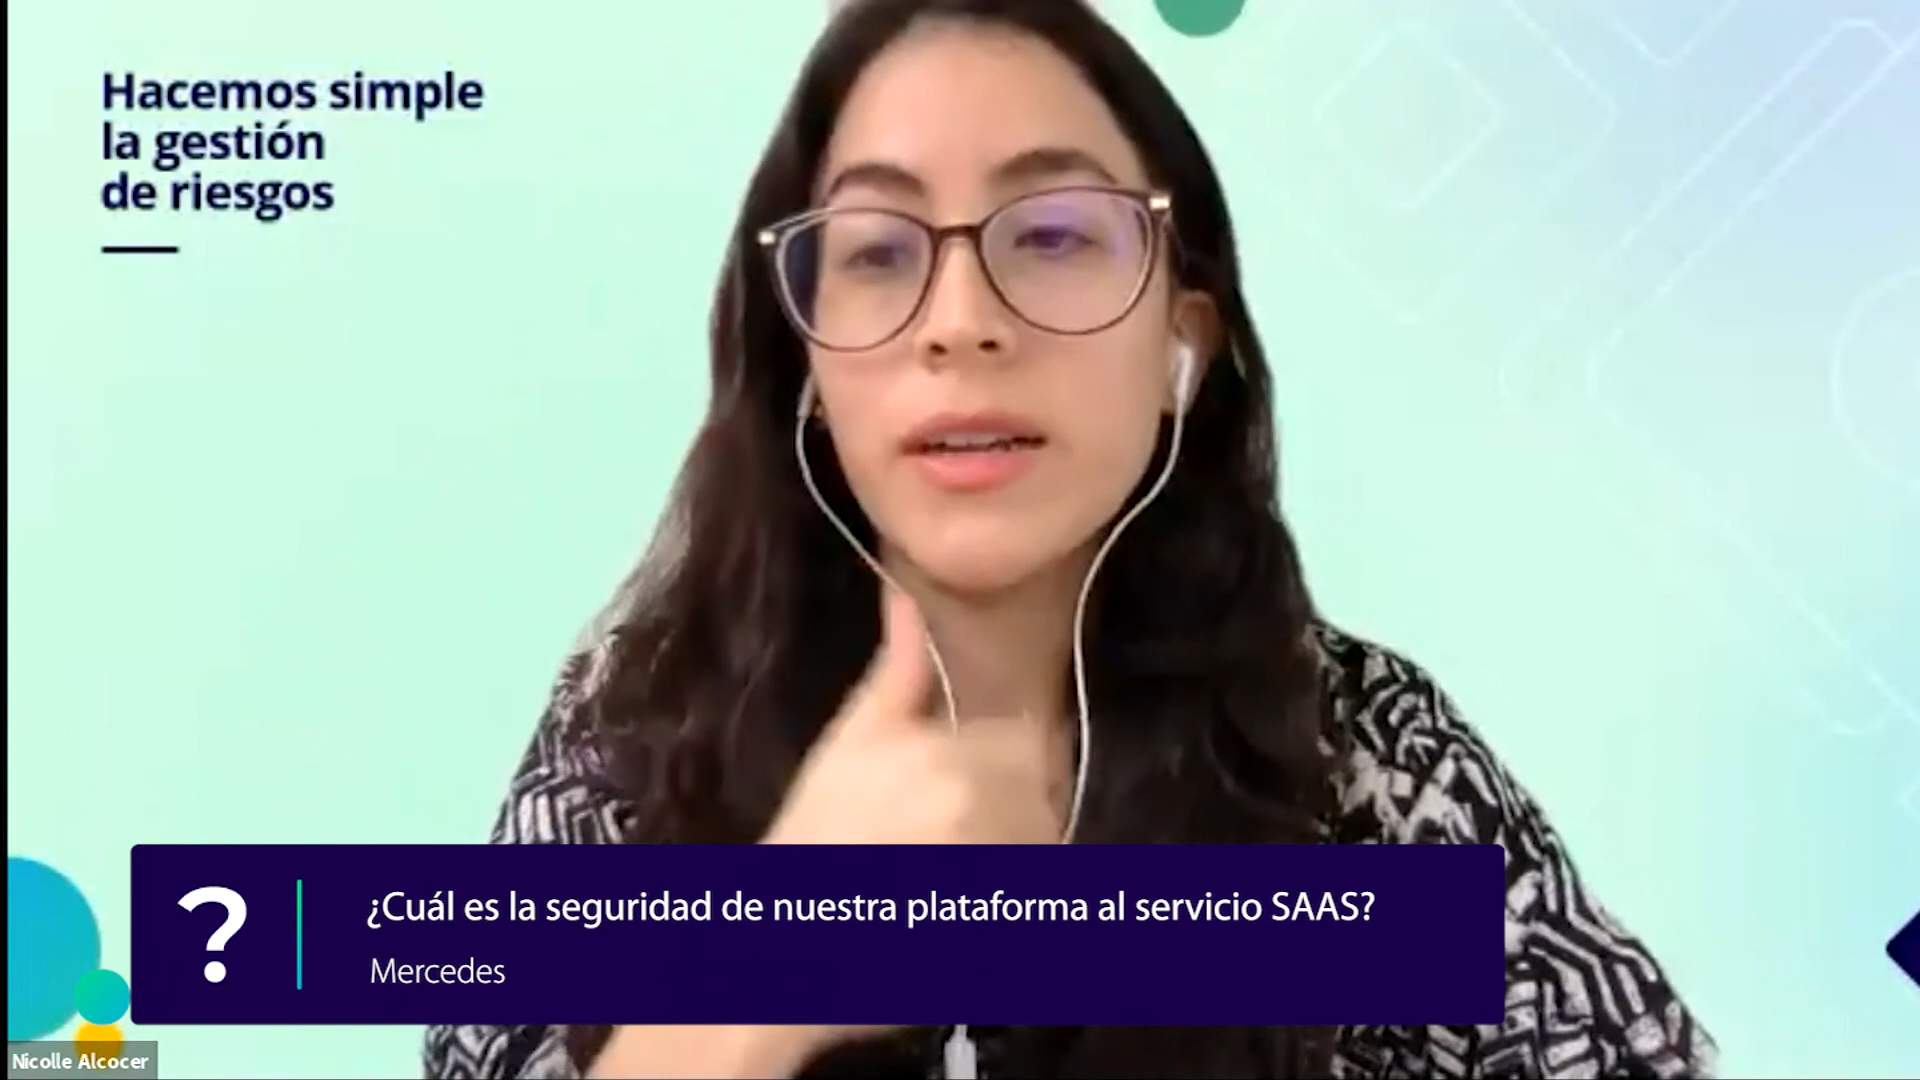 Hacemos simple
la gestión
de riesgos
?
¿Cuál es la seguridad de nuestra plataforma al servicio SAAS?
Mercedes
Nicolle Alcocer